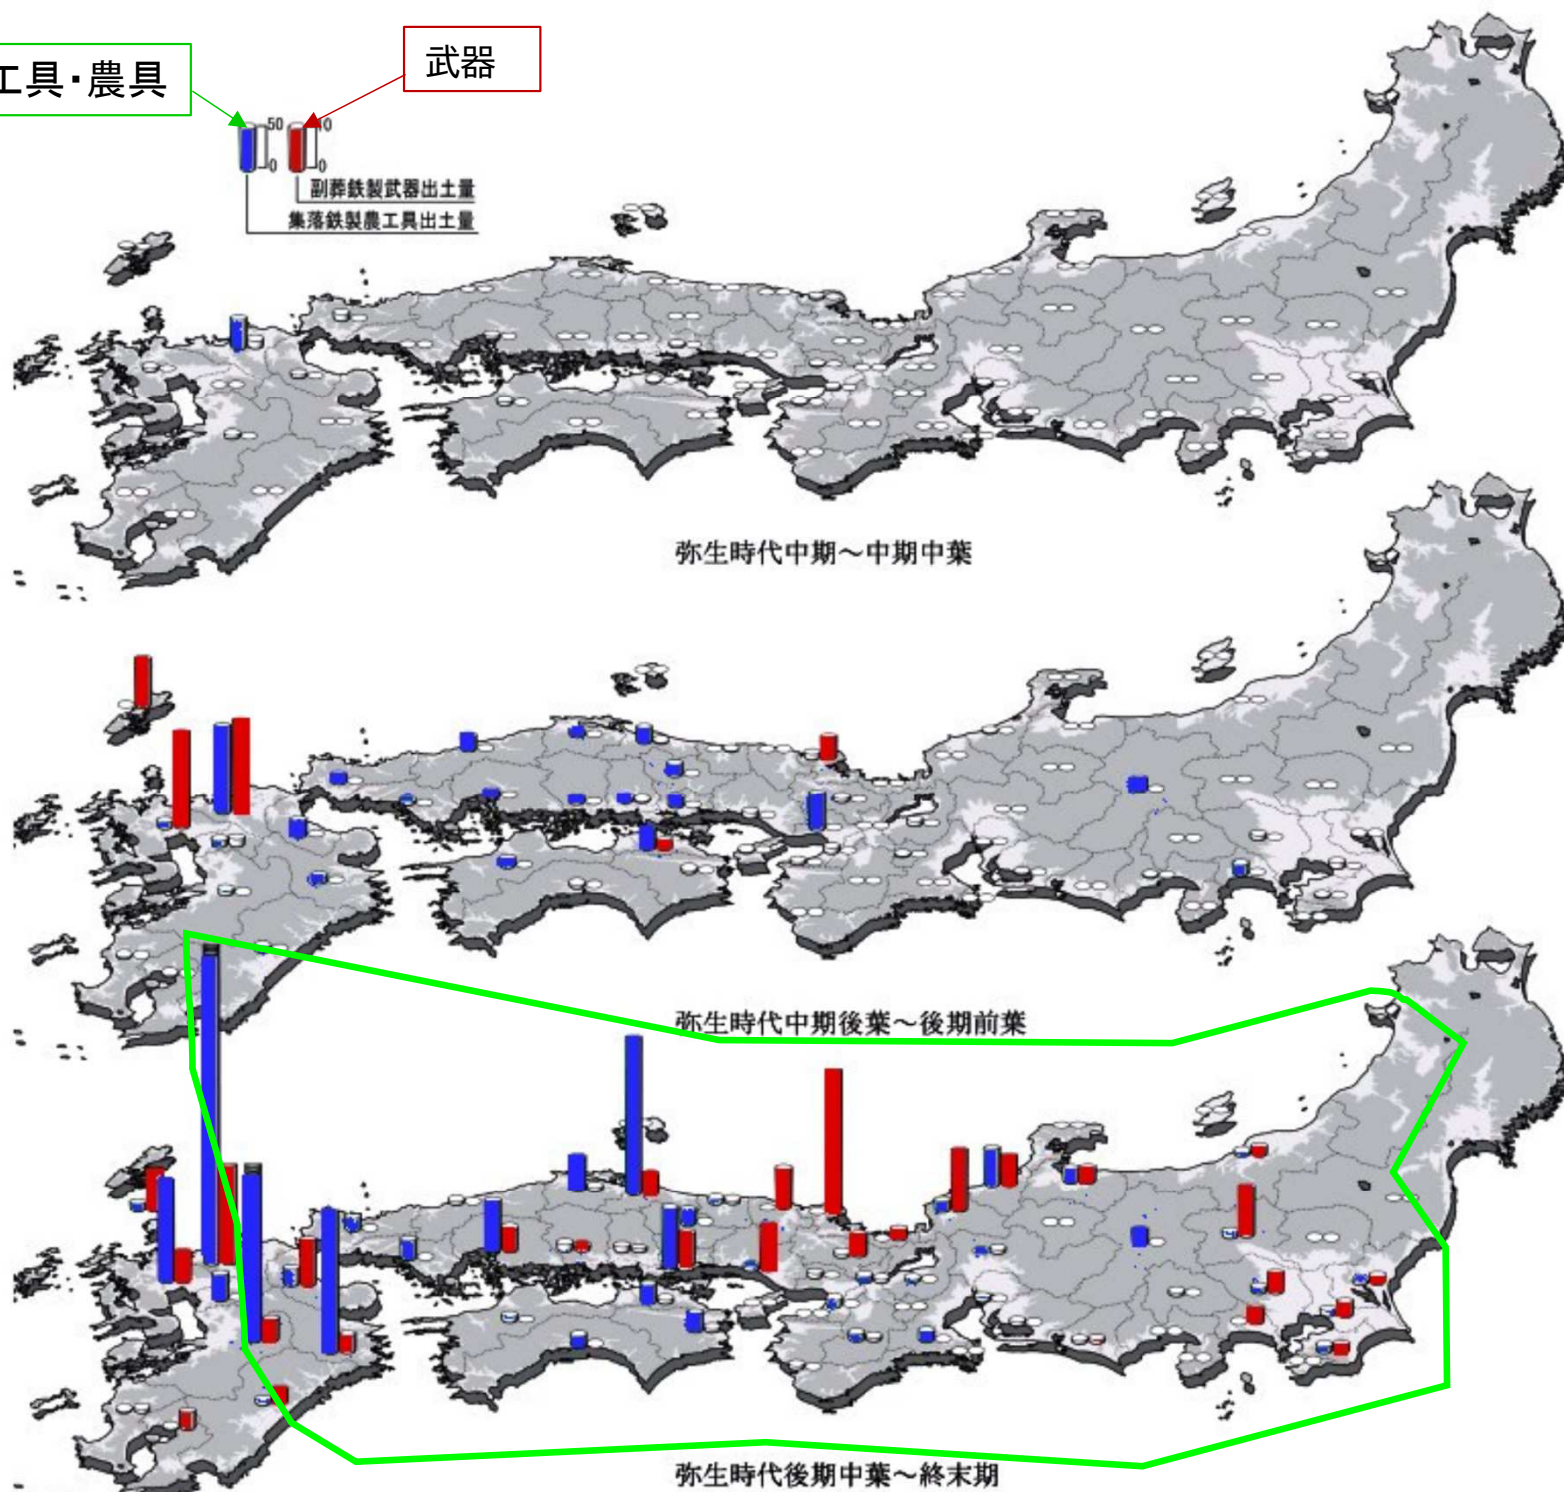 工具・農具
武器
50
0
10
0
副葬鉄製武器出土量
集落鉄製農工具出土量
弥生時代中期～中期中葉
弥生時代中期後葉～後期前葉
弥生時代後期中葉～終末期